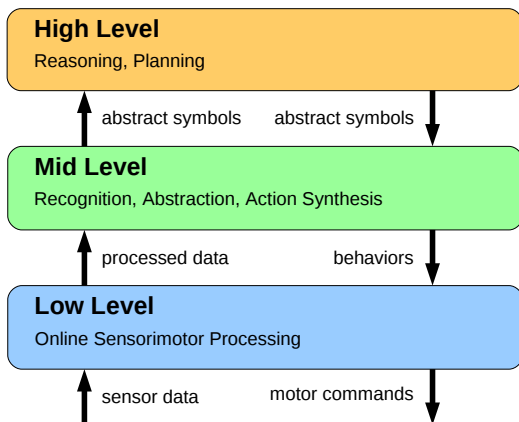 High Level
Reasoning, Planning
abstract symbols
abstract symbols
Mid Level
Recognition, Abstraction, Action Synthesis
processed data
behaviors
Low Level
Online Sensorimotor Processing
sensor data
motor commands